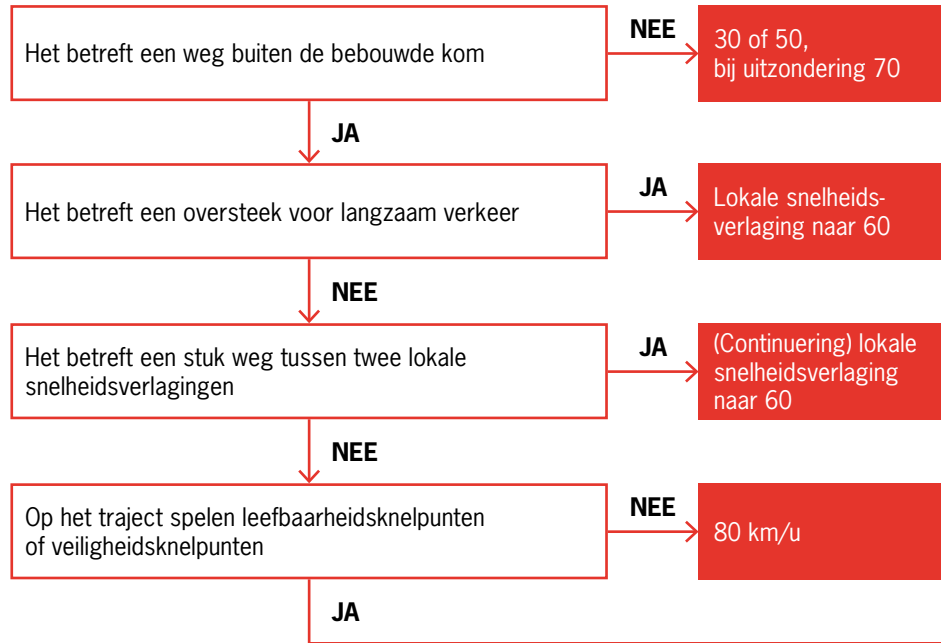 Het betreft een weg buiten de bebouwde kom
NEE
30 of 50,
bij uitzondering 70
JA
Het betreft een oversteek voor langzaam verkeer
JA
Lokale snelheids-
verlaging naar 60
NEE
Het betreft een stuk weg tussen twee lokale
snelheidsverlagingen
JA
(Continuering) lokale
snelheidsverlaging
naar 60
NEE
Op het traject spelen leefbaarheidsknelpunten
of veiligheidsknelpunten
NEE
80 km/u
JA